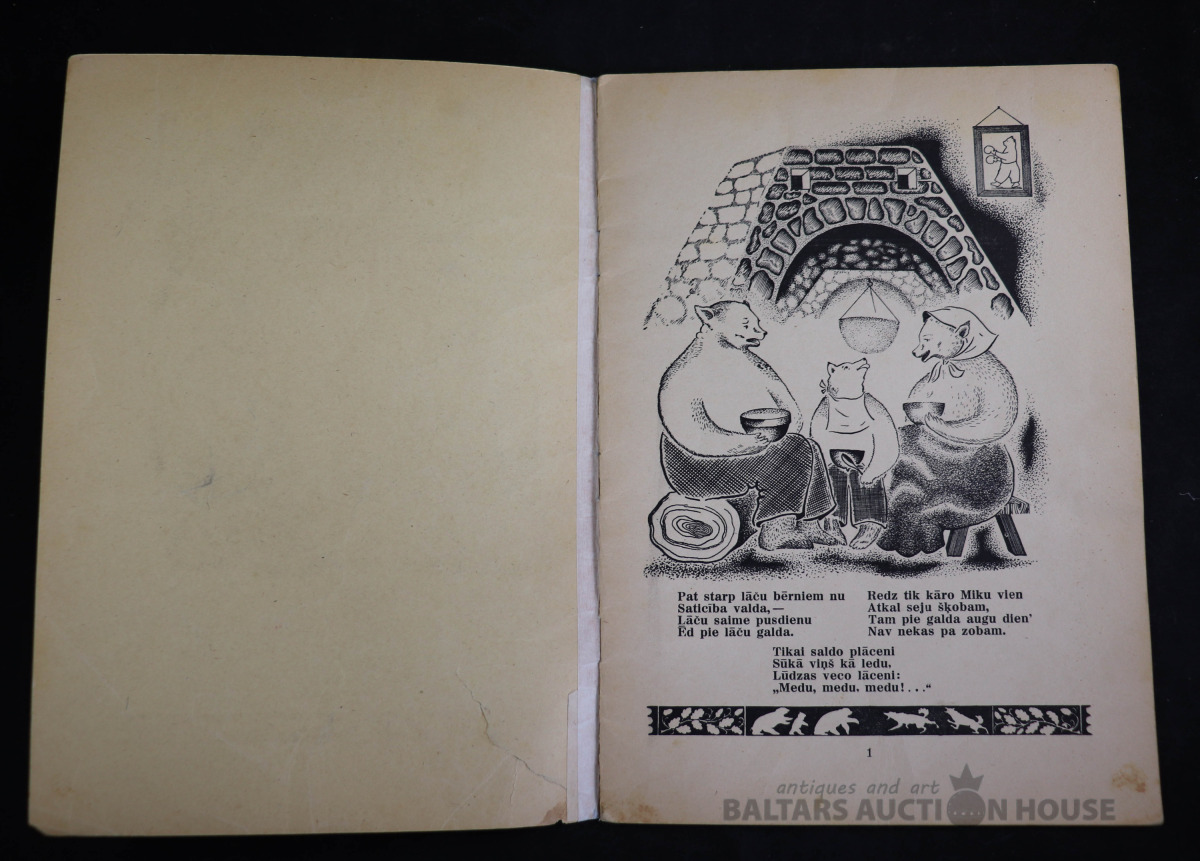 Pat starp lāču bērniem nu
Saticība valda,—
Lāču saime pusdienu
Ēd pie lāču galda.
Redz tik kāro Miku vien
Atkal seju šķobam,
Tam pie galda augu dien'
Nav nekas pa zobam.
Tikai saldo plāceni
Sūkā viņš kā ledu,
Lūdzas veco lāceni:
„Medu, medu, medu!..."
1
antiques and art
BALTARS AUCTION HOUSE